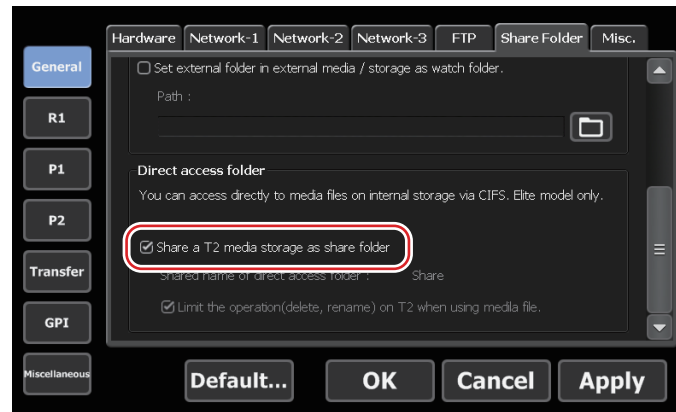 Hardware Network-1 Network-2 Network-3 FTP Share Folder Misc.
General
Set external folder in external media / storage as watch folder.
Path :
R1
P1
Direct access folder
You can access directly to media files on internal storage via CIFS. Elite model only.
P2
Share a T2 media storage as share folder
Transfer
Shared name of direct access folder : Share
Limit the operation(delete, rename) on T2 when using media file.
GPI
Miscellaneous
Default... OK Cancel Apply